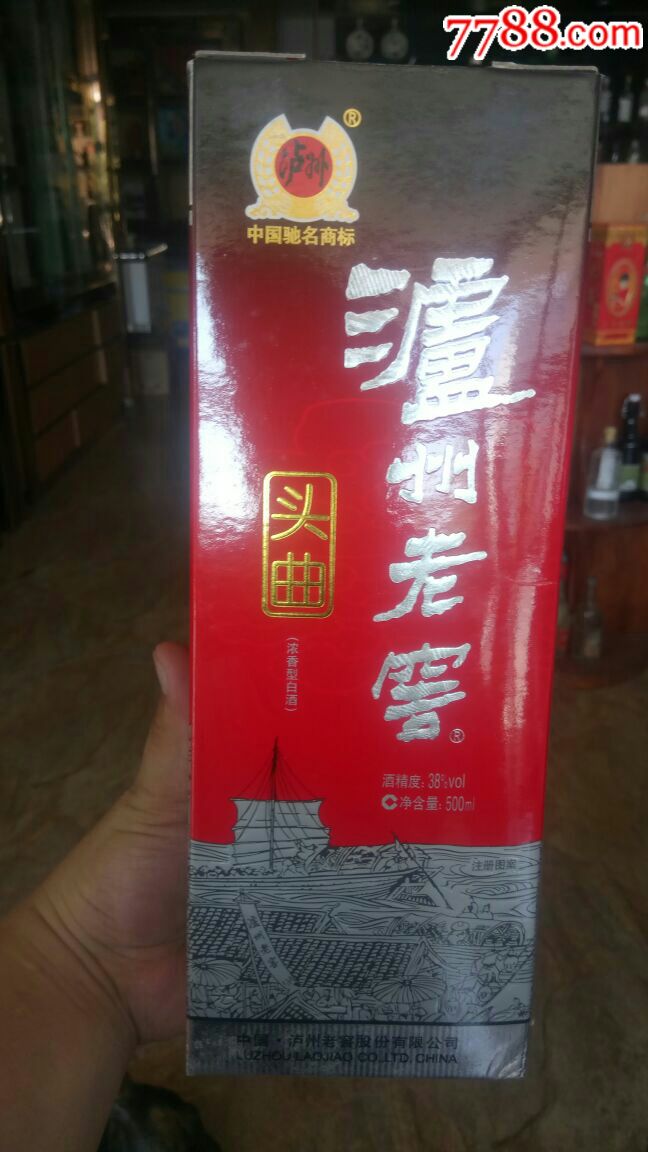 7788.com
泸州
®
中国驰名商标
瀘州老窖
®
头曲
(浓香型白酒)
酒精度：38%vol
净含量：500ml
注册图案
中国·泸州老窖股份有限公司
LUZHOU LAOJIAO CO.,LTD. CHINA